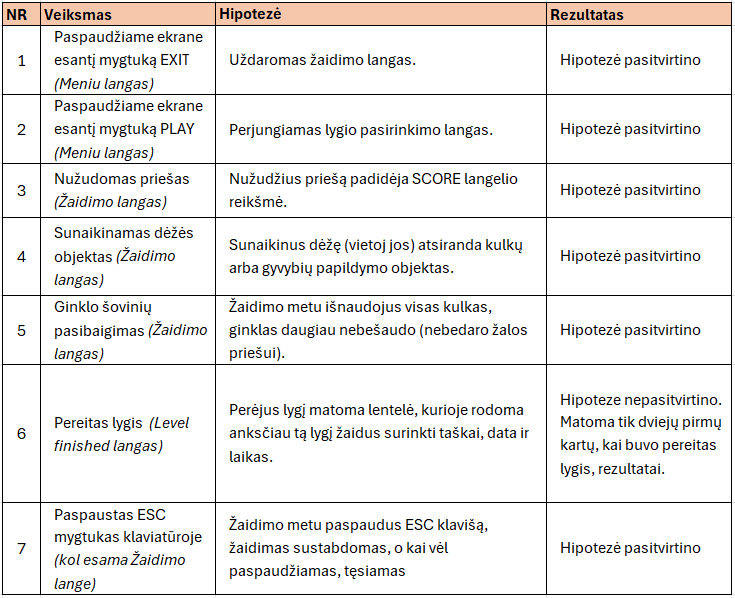 NR Veiksmas Hipotezė Rezultatas
1
Paspaudžiame ekrane
esantį mygtuką EXIT
(Meniu langas)
Uždaromas žaidimo langas.
Hipotezė pasitvirtino
2
Paspaudžiame ekrane
esantį mygtuką PLAY
(Meniu langas)
Perjungiamas lygio pasirinkimo langas.
Hipotezė pasitvirtino
3
Nužudomas priešas
(Žaidimo langas)
Nužudžius priešą padidėja SCORE langelio
reikšmė.
Hipotezė pasitvirtino
4
Sunaikinamas dėžės
objektas (Žaidimo
langas)
Sunaikinus dėžę (vietoj jos) atsiranda kulkų
arba gyvybių papildymo objektas.
Hipotezė pasitvirtino
5
Ginklo šovinių
pasibaigimas (Žaidimo
langas)
Žaidimo metu išnaudojus visas kulkas,
ginklas daugiau nebešaudo (nebedaro žalos
priešui).
Hipotezė pasitvirtino
6
Pereitas lygis (Level
finished langas)
Perėjus lygį matoma lentelė, kurioje rodoma
anksčiau tą lygį žaidus surinkti taškai, data ir
laikas.
Hipoteze nepasitvirtino.
Matoma tik dviejų pirmų
kartų, kai buvo pereitas
lygis, rezultatai.
7
Paspaustas ESC
mygtukas klaviatūroje
(kol esama Žaidimo
lange)
Žaidimo metu paspaudus ESC klavišą,
žaidimas sustabdomas, o kai vėl
paspaudžiamas, tęsiamas
Hipotezė pasitvirtino